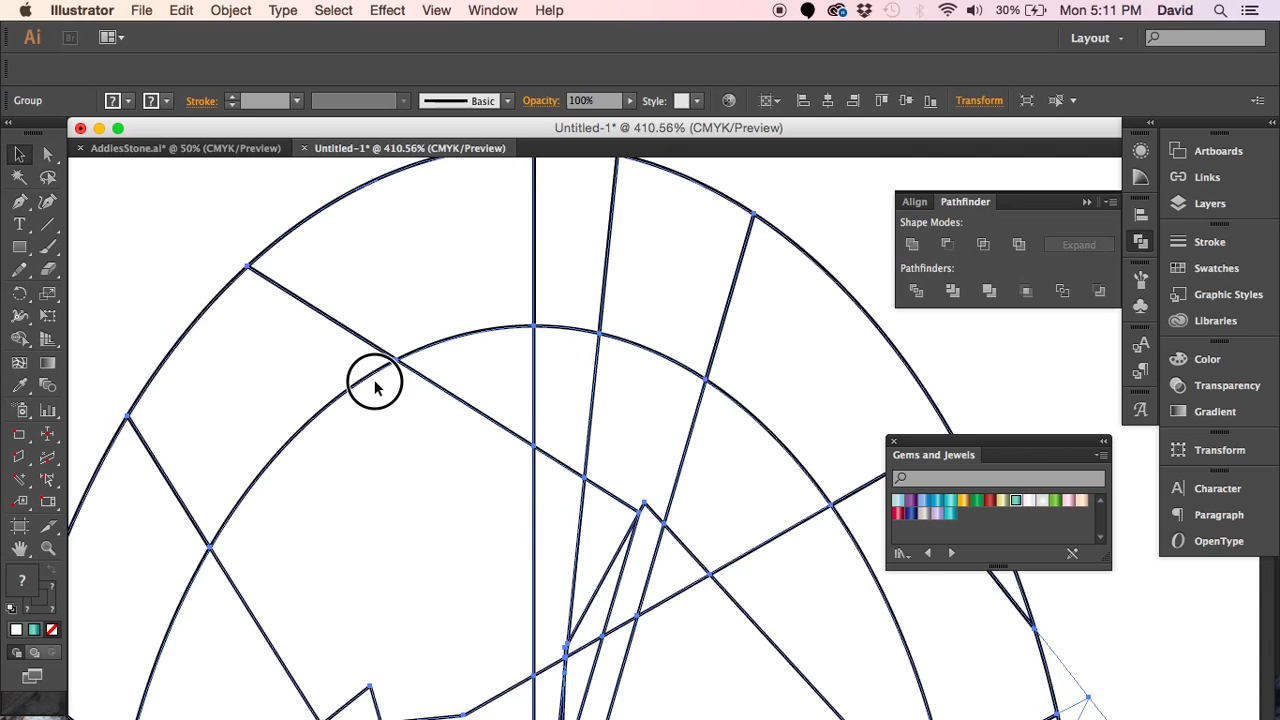 Illustrator File Edit Object Type Select Effect View Window Help 30% Mon 5:11 PM David
Ai Br Layout
Group ? ? Stroke: Basic Opacity: 100% Style: Transform
Untitled-1* @ 410.56% (CMYK/Preview)
AddiesStone.ai* @ 50% (CMYK/Preview) Untitled-1* @ 410.56% (CMYK/Preview)
Align Pathfinder
Shape Modes:
Expand
Pathfinders:
Artboards
Links
Layers
Stroke
Swatches
Graphic Styles
Libraries
Color
Transparency
Gradient
Transform
Character
Paragraph
OpenType
Gems and Jewels
?
?